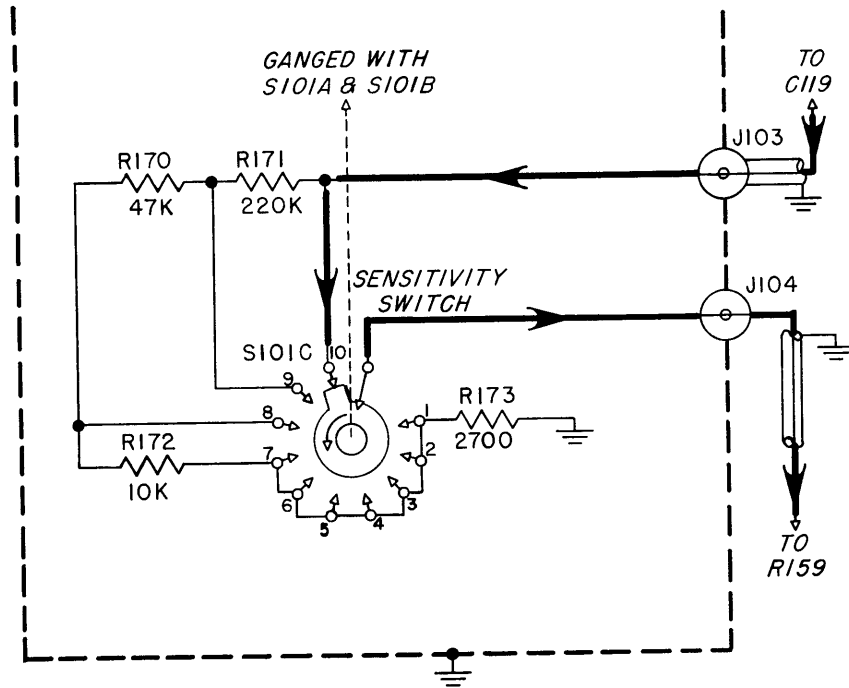 GANGED WITH
S101A & S101B
TO
C119
J103
R170
R171
47K
220K
SENSITIVITY
SWITCH
J104
S101C
10
9
8
7
6
5
4
3
2
1
R173
2700
R172
10K
TO
R159